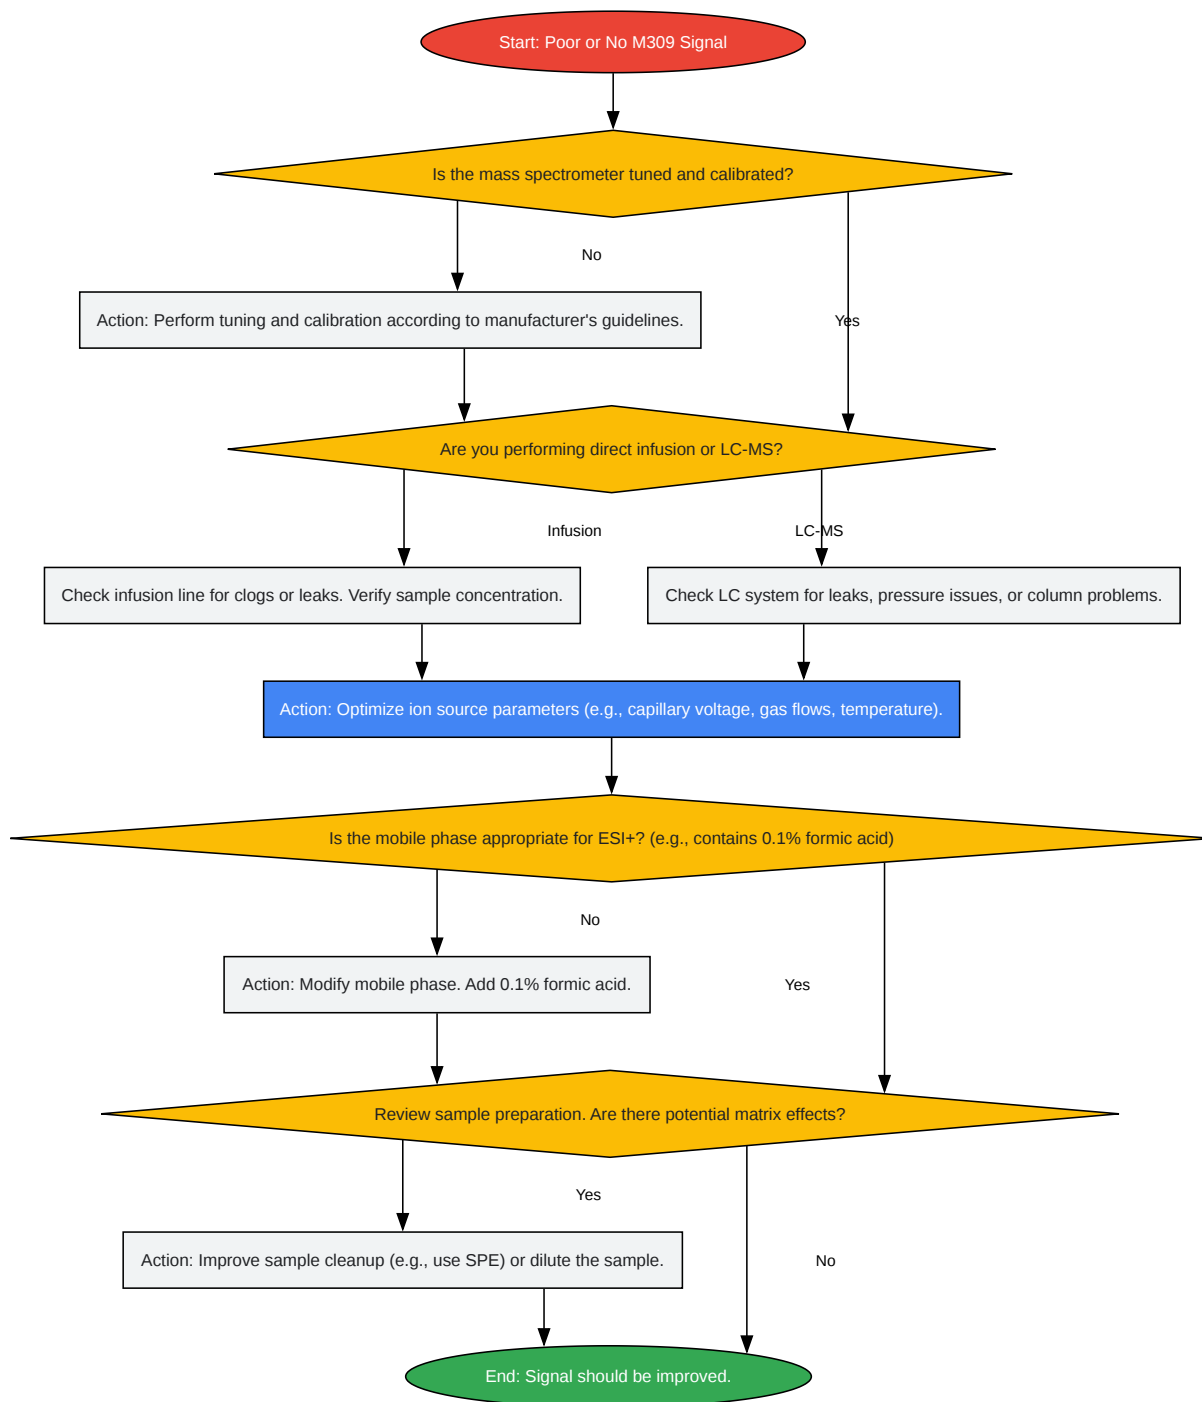 Start: Poor or No M309 Signal
Is the mass spectrometer tuned and calibrated?
No
Action: Perform tuning and calibration according to manufacturer's guidelines.
Yes
Are you performing direct infusion or LC-MS?
Infusion
LC-MS
Check infusion line for clogs or leaks. Verify sample concentration.
Check LC system for leaks, pressure issues, or column problems.
Action: Optimize ion source parameters (e.g., capillary voltage, gas flows, temperature).
Is the mobile phase appropriate for ESI+? (e.g., contains 0.1% formic acid)
No
Action: Modify mobile phase. Add 0.1% formic acid.
Yes
Review sample preparation. Are there potential matrix effects?
Yes
Action: Improve sample cleanup (e.g., use SPE) or dilute the sample.
No
End: Signal should be improved.